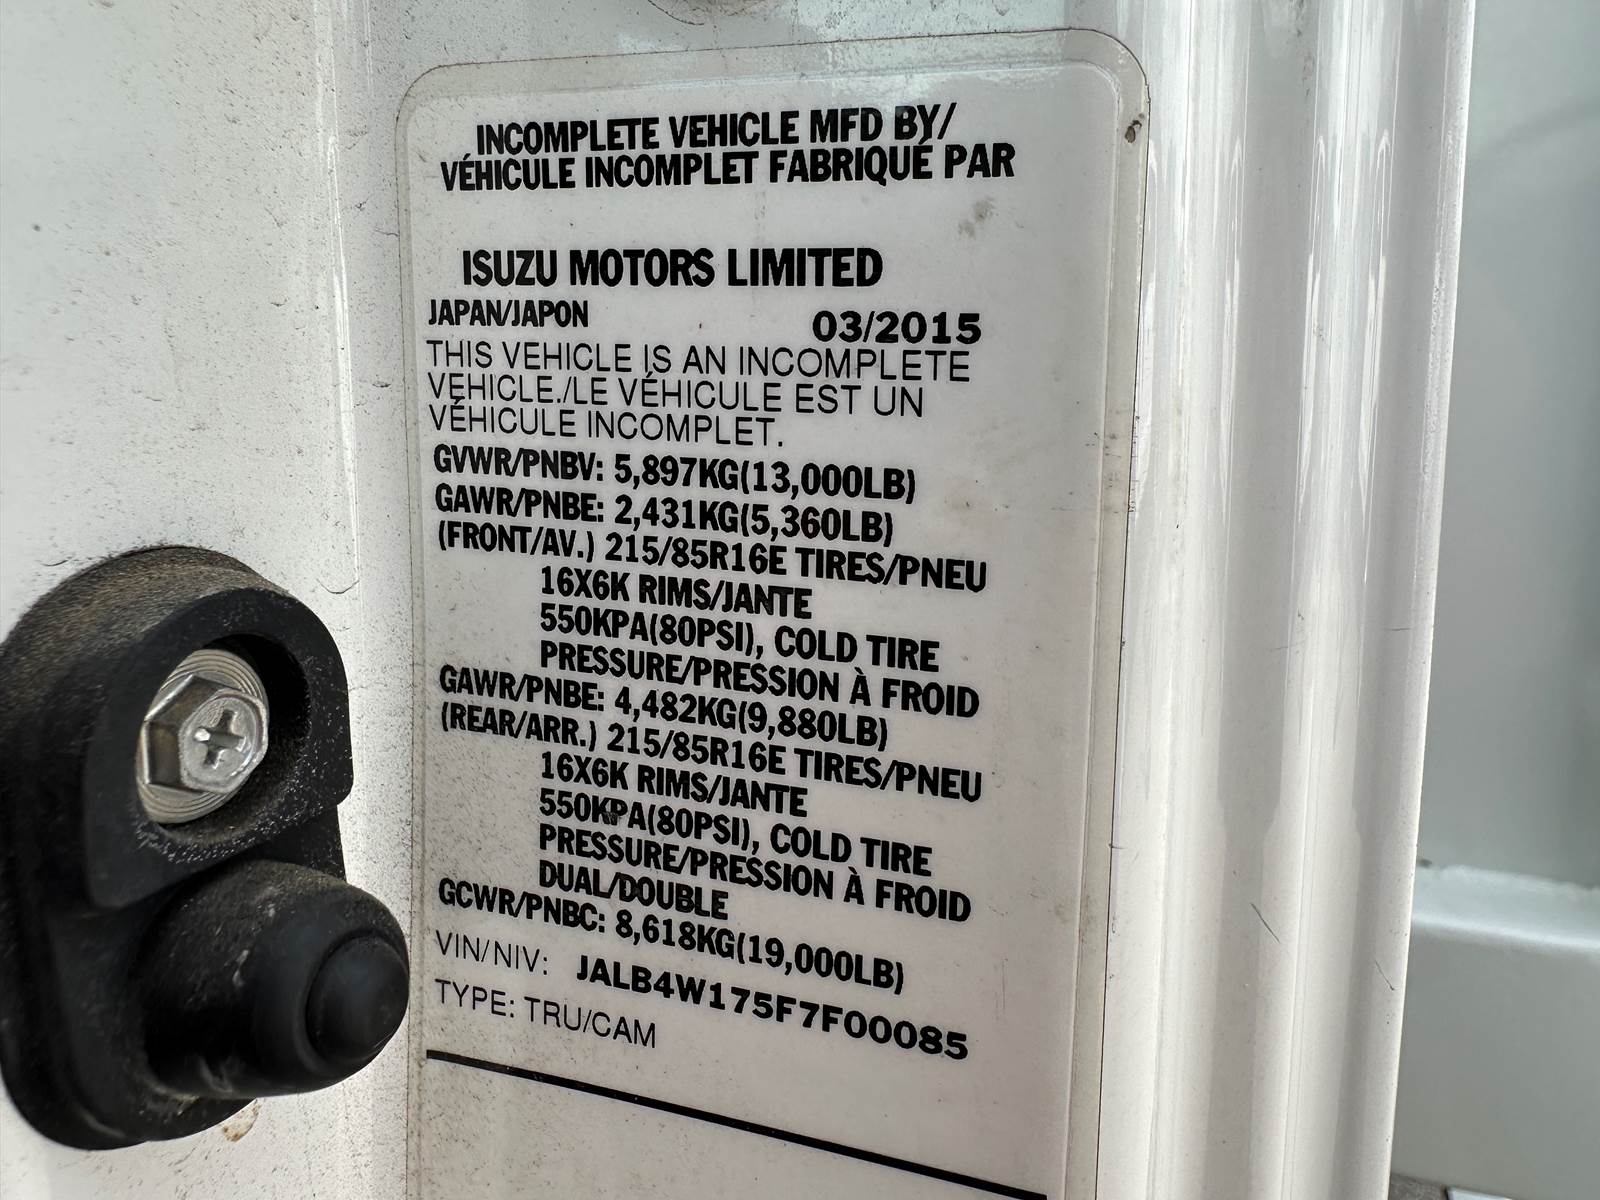 INCOMPLETE VEHICLE MFD BY/
VÉHICULE INCOMPLET FABRIQUÉ PAR
ISUZU MOTORS LIMITED
JAPAN/JAPON 03/2015
THIS VEHICLE IS AN INCOMPLETE
VEHICLE./LE VÉHICULE EST UN
VÉHICULE INCOMPLET.
GVWR/PNBV: 5,897KG(13,000LB)
GAWR/PNBE: 2,431KG(5,360LB)
(FRONT/AV.) 215/85R16E TIRES/PNEU
16X6K RIMS/JANTE
550KPA(80PSI), COLD TIRE
PRESSURE/PRESSION À FROID
GAWR/PNBE: 4,482KG(9,880LB)
(REAR/ARR.) 215/85R16E TIRES/PNEU
16X6K RIMS/JANTE
550KPA(80PSI), COLD TIRE
PRESSURE/PRESSION À FROID
DUAL/DOUBLE
GCWR/PNBC: 8,618KG(19,000LB)
VIN/NIV: JALB4W175F7F00085
TYPE: TRU/CAM